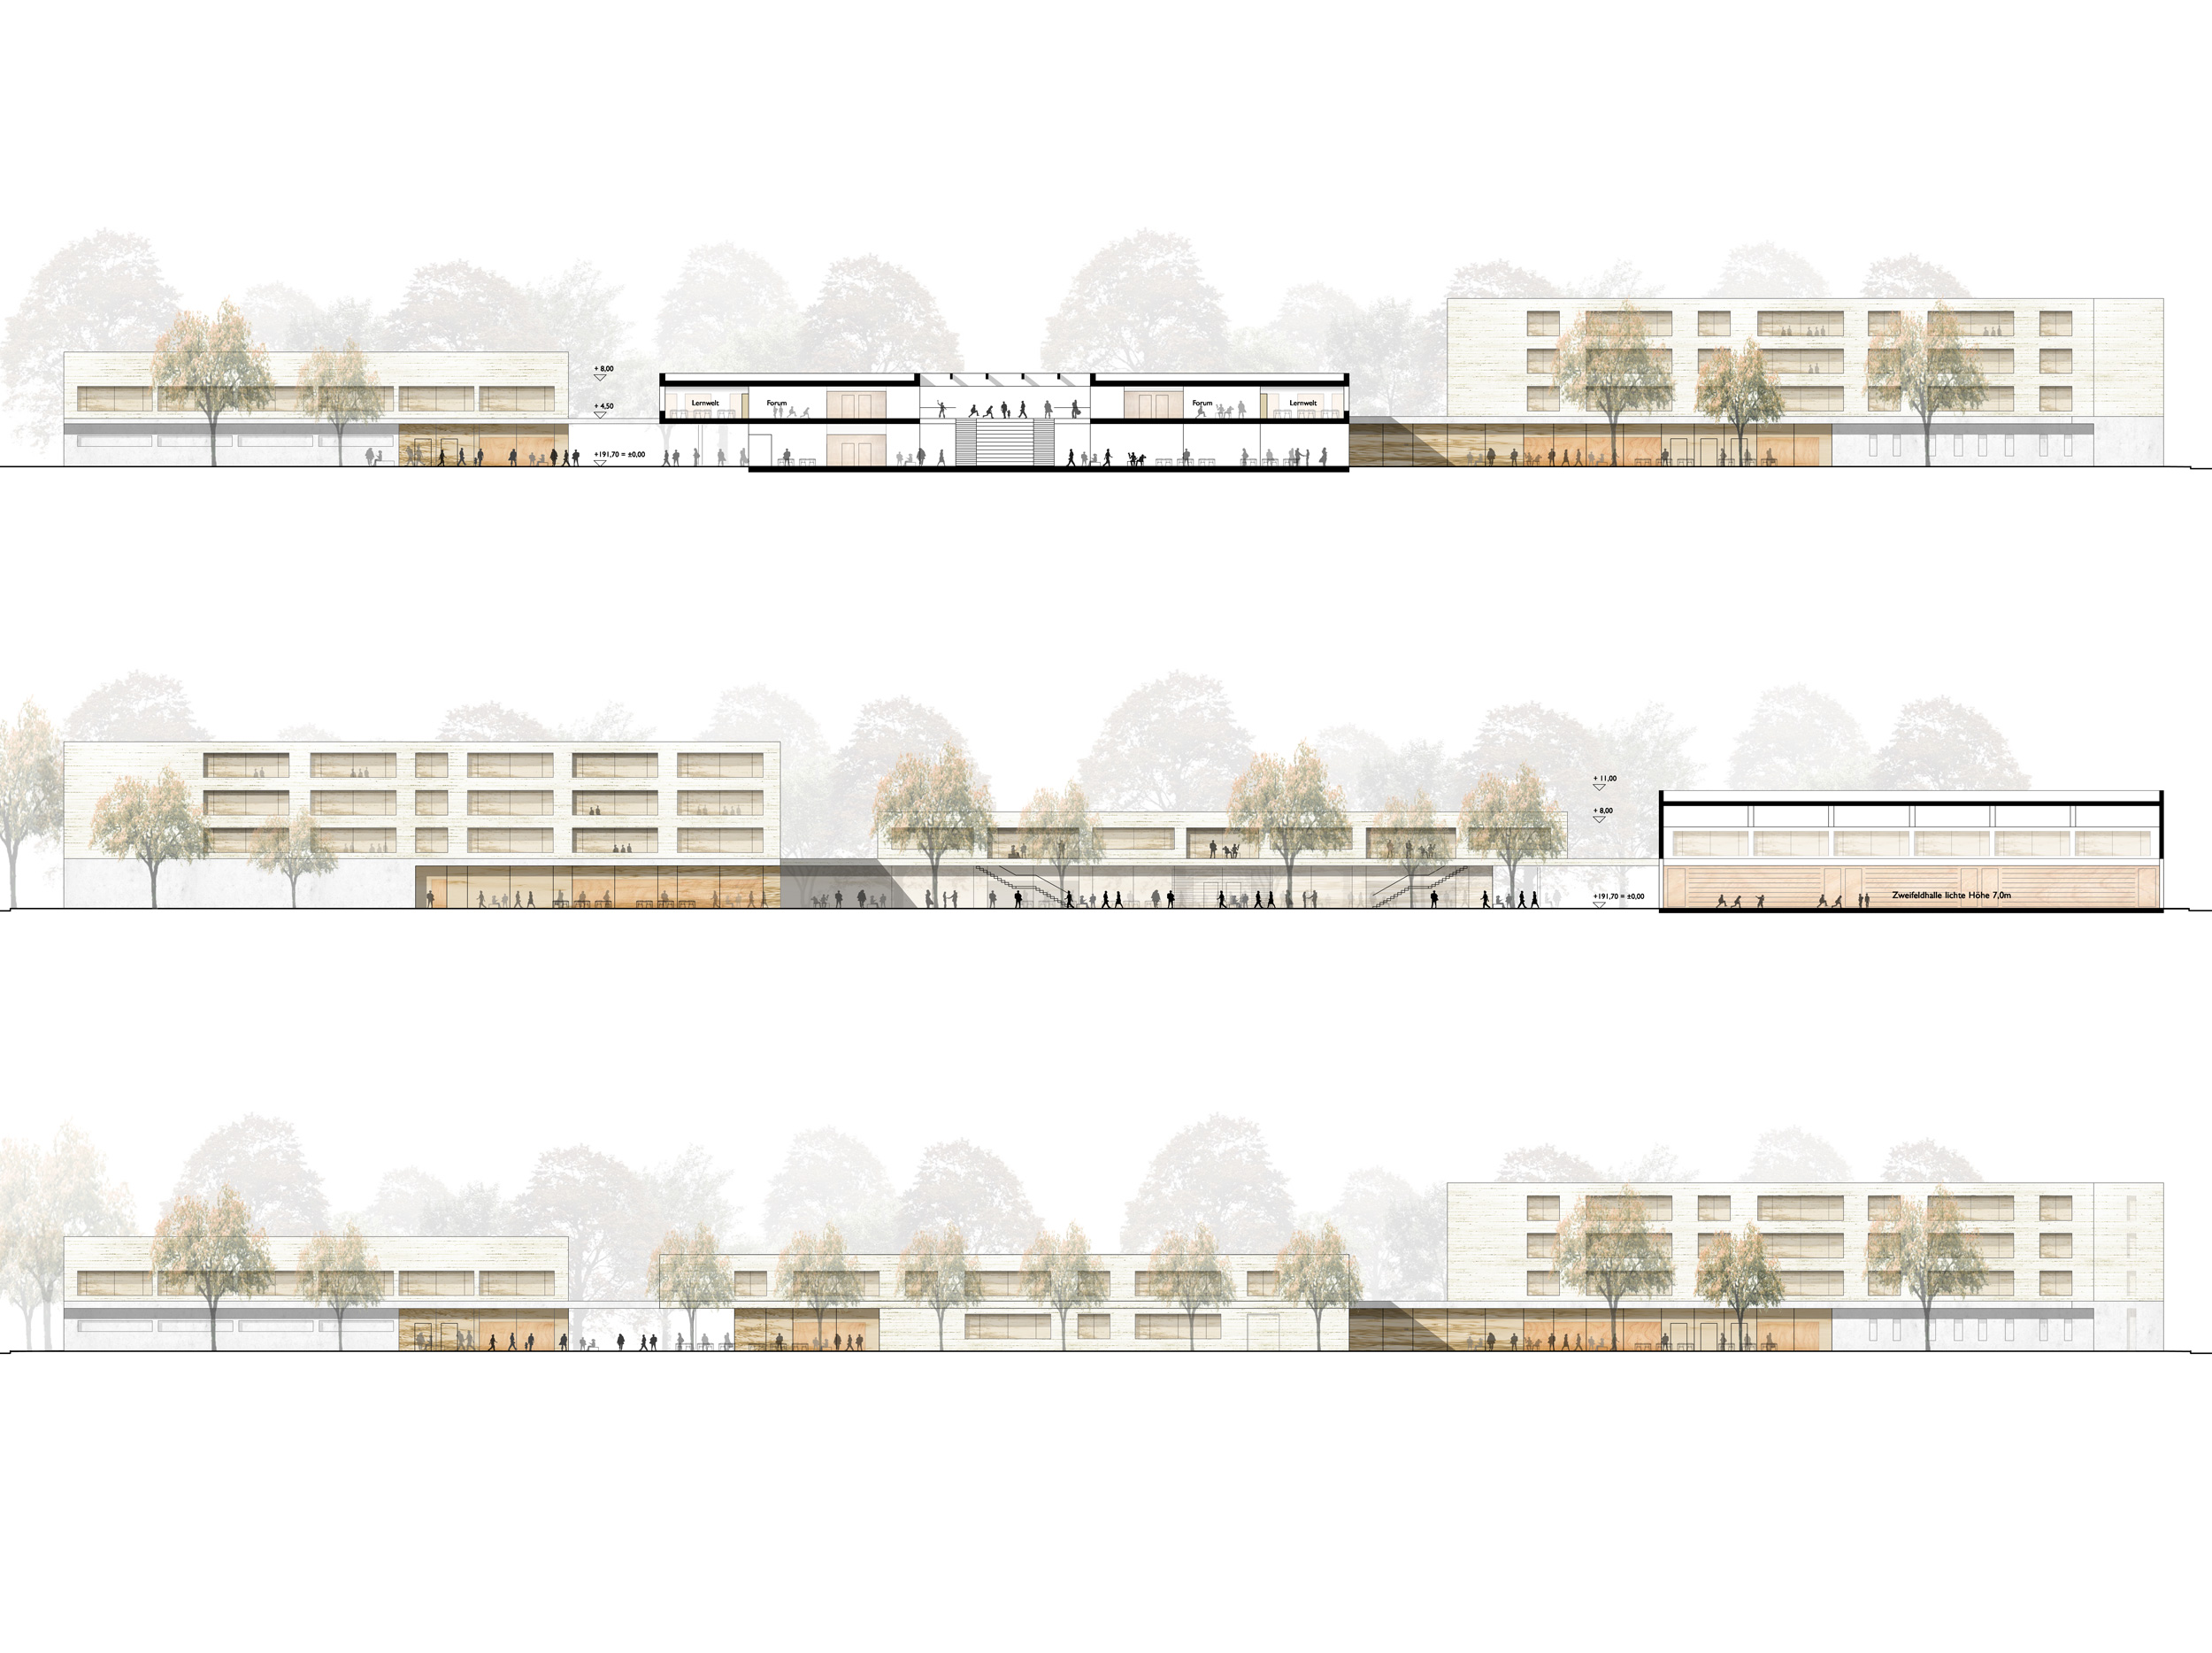 + 8,00
+ 4,50
Lernwelt
Forum
Forum
Lernwelt
+191,70 = ±0,00
+ 11,00
+ 8,00
+191,70 = ±0,00
Zweifeldhalle lichte Höhe 7,0m